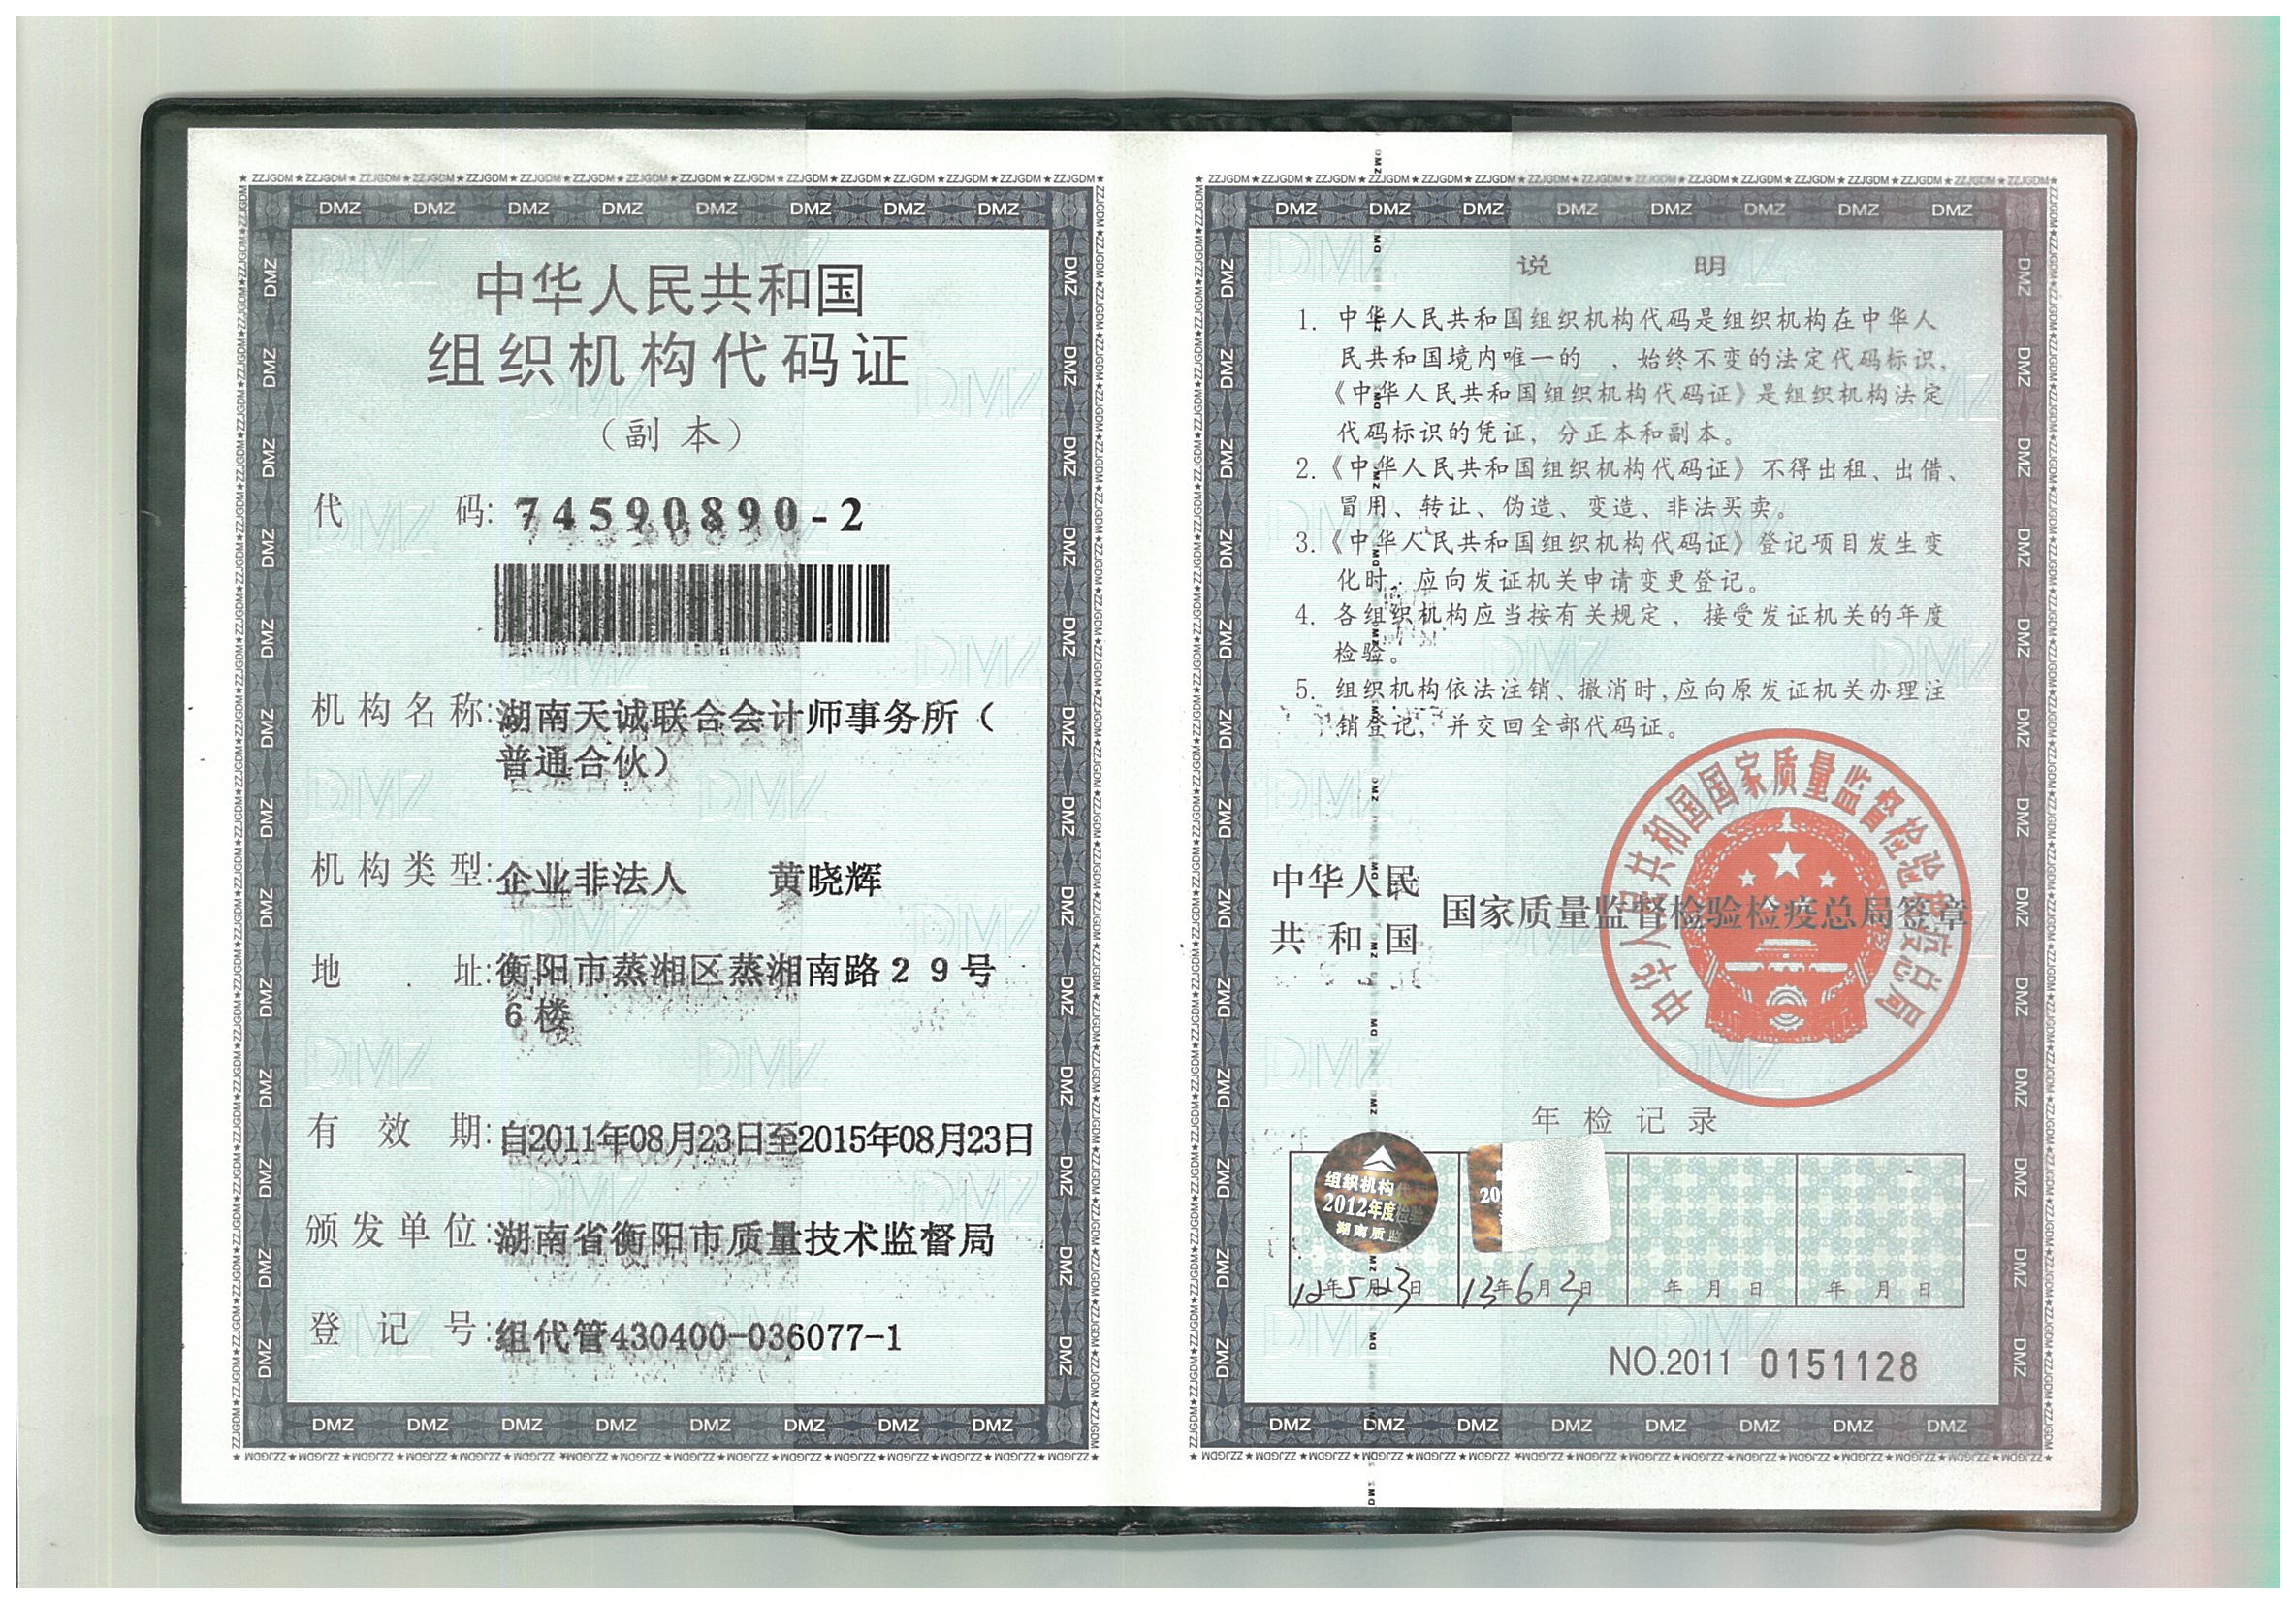 中华人民共和国
组织机构代码证
（副 本）
代 码: 74590890-2
机构名称: 湖南天诚联合会计师事务所（
普通合伙）
机构类型: 企业非法人 黄晓辉
地 址: 衡阳市蒸湘区蒸湘南路29号
6楼
有 效 期: 自2011年08月23日至2015年08月23日
颁发单位: 湖南省衡阳市质量技术监督局
登 记 号: 组代管430400-036077-1
说 明
1. 中华人民共和国组织机构代码是组织机构在中华人
民共和国境内唯一的 ，始终不变的法定代码标识，
《中华人民共和国组织机构代码证》是组织机构法定
代码标识的凭证，分正本和副本。
2.《中华人民共和国组织机构代码证》不得出租、出借、
冒用、转让、伪造、变造、非法买卖。
3.《中华人民共和国组织机构代码证》登记项目发生变
化时，应向发证机关申请变更登记。
4. 各组织机构应当按有关规定，接受发证机关的年度
检验。
5. 组织机构依法注销、撤消时，应向原发证机关办理注
销登记，并交回全部代码证。
中华人民共和国国家质量监督检验检疫总局
中华人民
共 和 国
国家质量监督检验检疫总局签章
年 检 记 录
组织机构代
2012年度检验
湖南质监
20
12年5月23日 13年6月3日 年 月 日 年 月 日
NO.2011 0151128